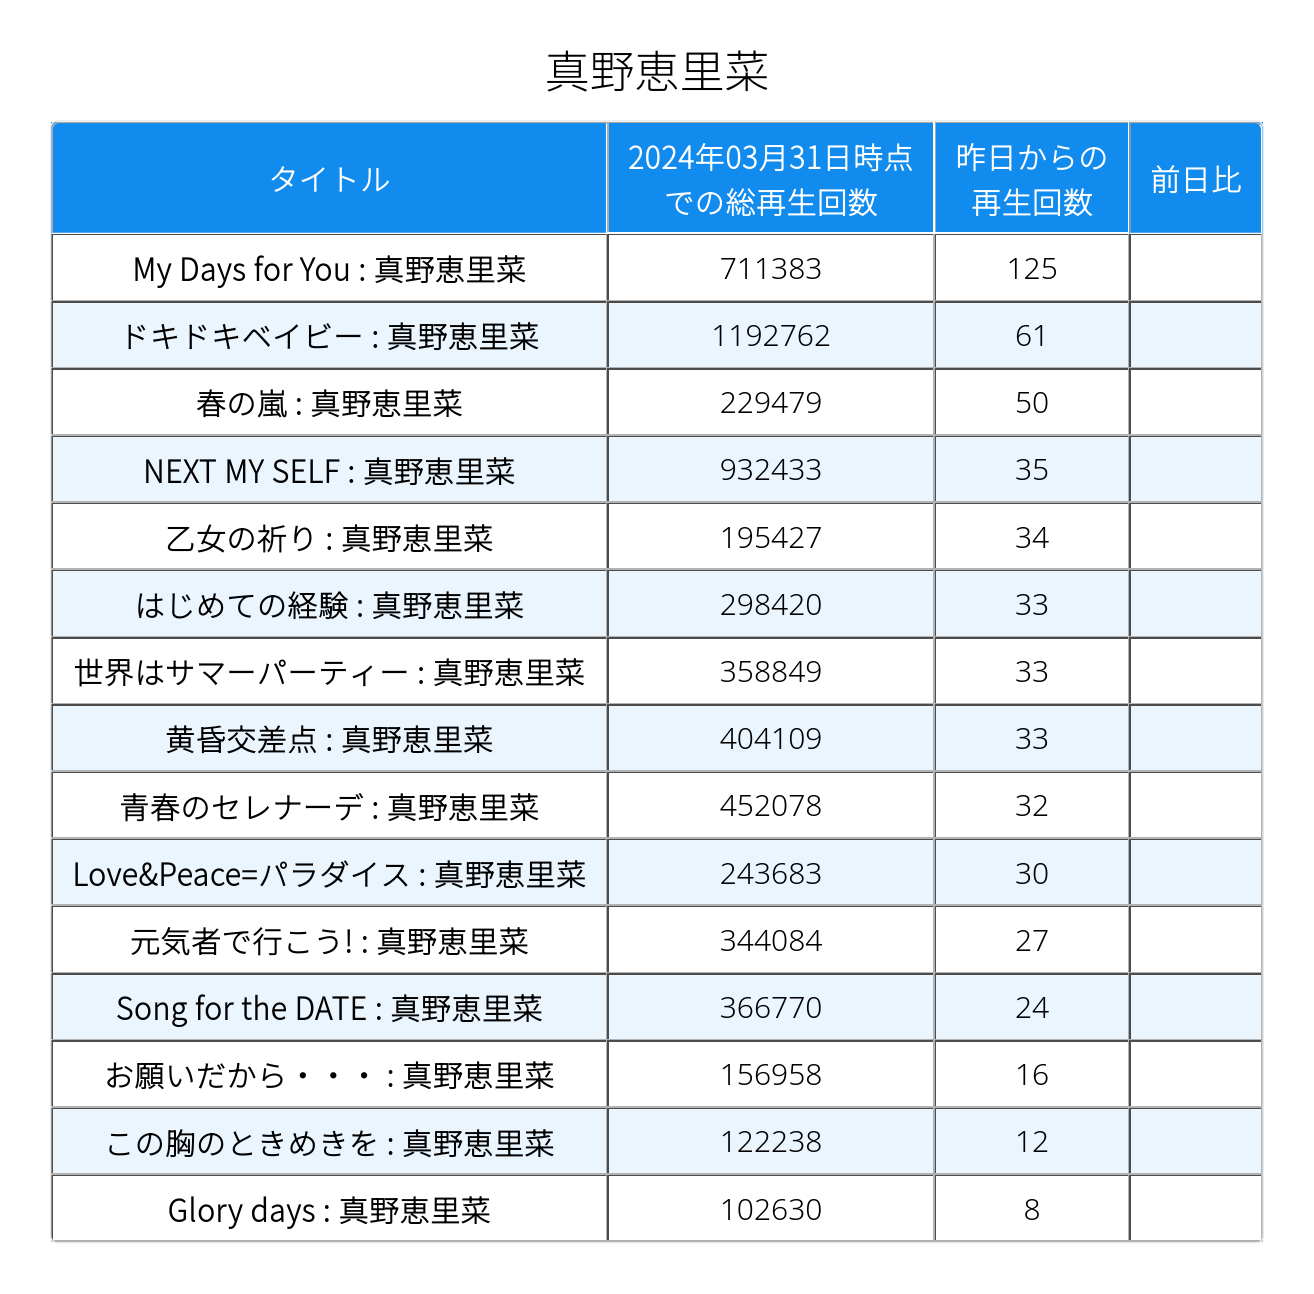 真野恵里菜
タイトル
2024年03月31日時点
での総再生回数
昨日からの
再生回数
前日比
My Days for You : 真野恵里菜 711383 125
ドキドキベイビー : 真野恵里菜 1192762 61
春の嵐 : 真野恵里菜 229479 50
NEXT MY SELF : 真野恵里菜 932433 35
乙女の祈り : 真野恵里菜 195427 34
はじめての経験 : 真野恵里菜 298420 33
世界はサマーパーティー : 真野恵里菜 358849 33
黄昏交差点 : 真野恵里菜 404109 33
青春のセレナーデ : 真野恵里菜 452078 32
Love&Peace=パラダイス : 真野恵里菜 243683 30
元気者で行こう! : 真野恵里菜 344084 27
Song for the DATE : 真野恵里菜 366770 24
お願いだから・・・ : 真野恵里菜 156958 16
この胸のときめきを : 真野恵里菜 122238 12
Glory days : 真野恵里菜 102630 8